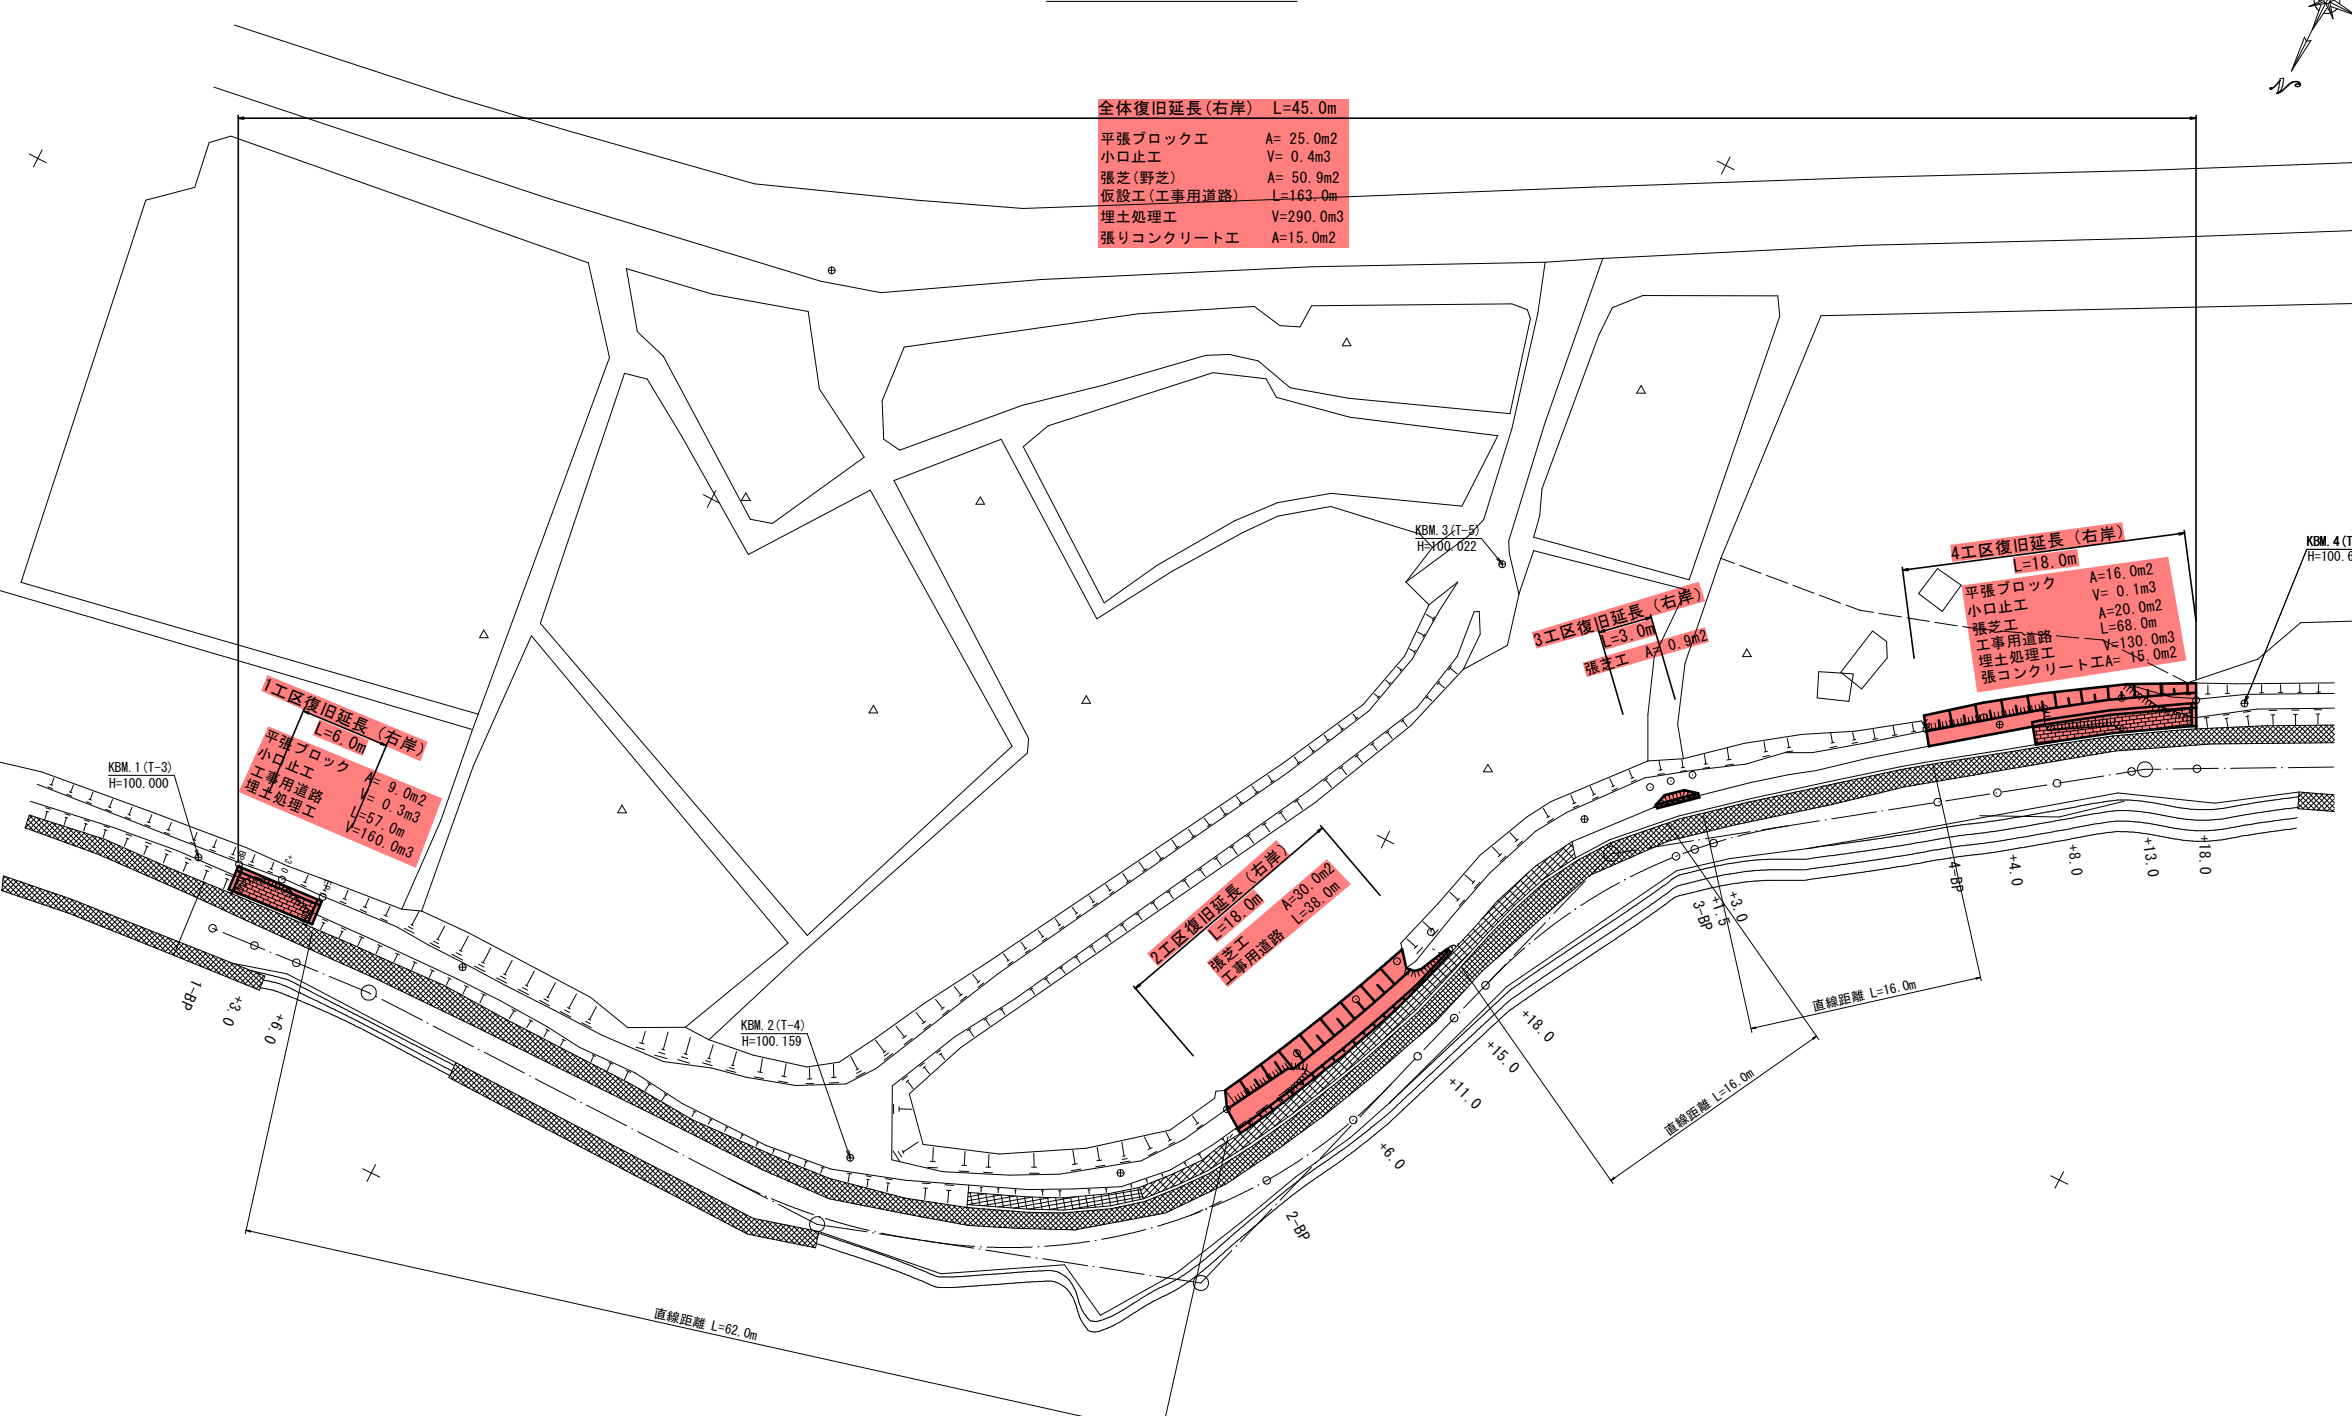 全体復旧延長(右岸) L=45.0m
平張ブロック工 A= 25.0m2
小口止工 V= 0.4m3
張芝(野芝) A= 50.9m2
仮設工(工事用道路) L=163.0m
埋土処理工 V=290.0m3
張りコンクリート工 A=15.0m2
KBM.3(T-5)
H=100.022
4工区復旧延長 (右岸)
L=18.0m
平張ブロック A=16.0m2
小口止工 V= 0.1m3
張芝工 A=20.0m2
工事用道路 L=68.0m
埋土処理工 V=130.0m3
張コンクリート工A= 15.0m2
KBM.4(T
H=100.6
3工区復旧延長 (右岸)
L=3.0m
張芝工 A= 0.9m2
1工区復旧延長 (右岸)
L=6.0m
平張ブロック A= 9.0m2
小口止工 V= 0.3m3
工事用道路 L=57.0m
埋土処理工 V=160.0m3
KBM.1(T-3)
H=100.000
2工区復旧延長 (右岸)
L=18.0m
張芝工 A=30.0m2
工事用道路 L=38.0m
KBM.2(T-4)
H=100.159
1-BP
+3.0
+6.0
2-BP
+6.0
+11.0
+15.0
+18.0
3-BP
+1.5
+3.0
4-BP
+4.0
+8.0
+13.0
+18.0
直線距離 L=16.0m
直線距離 L=16.0m
直線距離 L=62.0m